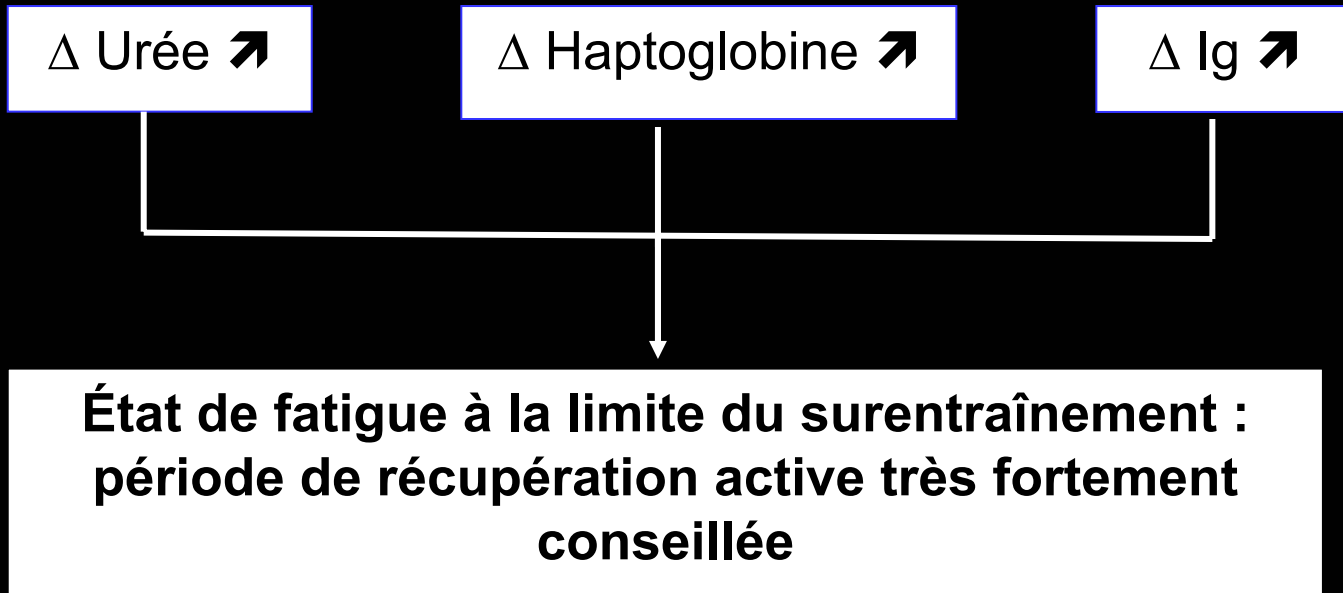 Δ Urée ↗
Δ Haptoglobine ↗
Δ Ig ↗
État de fatigue à la limite du surentraînement :
période de récupération active très fortement
conseillée